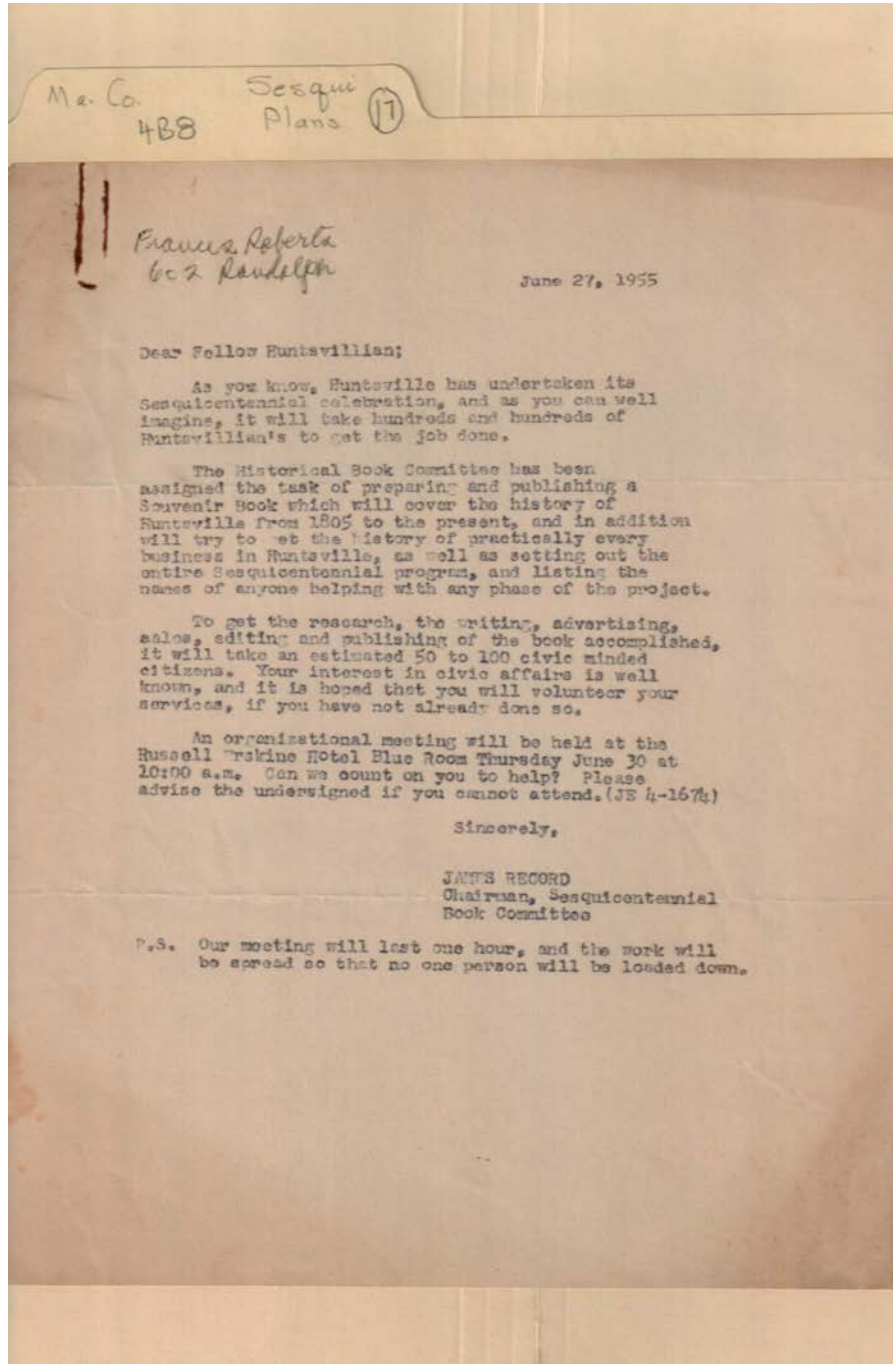 Ma. Co. Sesqui
4B8 Plans 17
Frances Roberts
602 Randolph
June 27, 1955
Dear Fellow Huntsvillian;
As you know, Huntsville has undertaken its
Sesquicentennial celebration, and as you can well
imagine, it will take hundreds and hundreds of
Huntsvillian's to get the job done.
The Historical Book Committee has been
assigned the task of preparing and publishing a
Souvenir Book which will cover the history of
Huntsville from 1805 to the present, and in addition
will try to get the history of practically every
business in Huntsville, as well as setting out the
entire Sesquicentennial program, and listing the
names of anyone helping with any phase of the project.
To get the research, the writing, advertising,
sales, editing and publishing of the book accomplished,
it will take an estimated 50 to 100 civic minded
citizens. Your interest in civic affairs is well
known, and it is hoped that you will volunteer your
services, if you have not already done so.
An organizational meeting will be held at the
Russell Erskine Hotel Blue Room Thursday June 30 at
10:00 a.m. Can we count on you to help? Please
advise the undersigned if you cannot attend.(JE 4-1674)
Sincerely,
JAMES RECORD
Chairman, Sesquicentennial
Book Committee
P.S. Our meeting will last one hour, and the work will
be spread so that no one person will be loaded down.